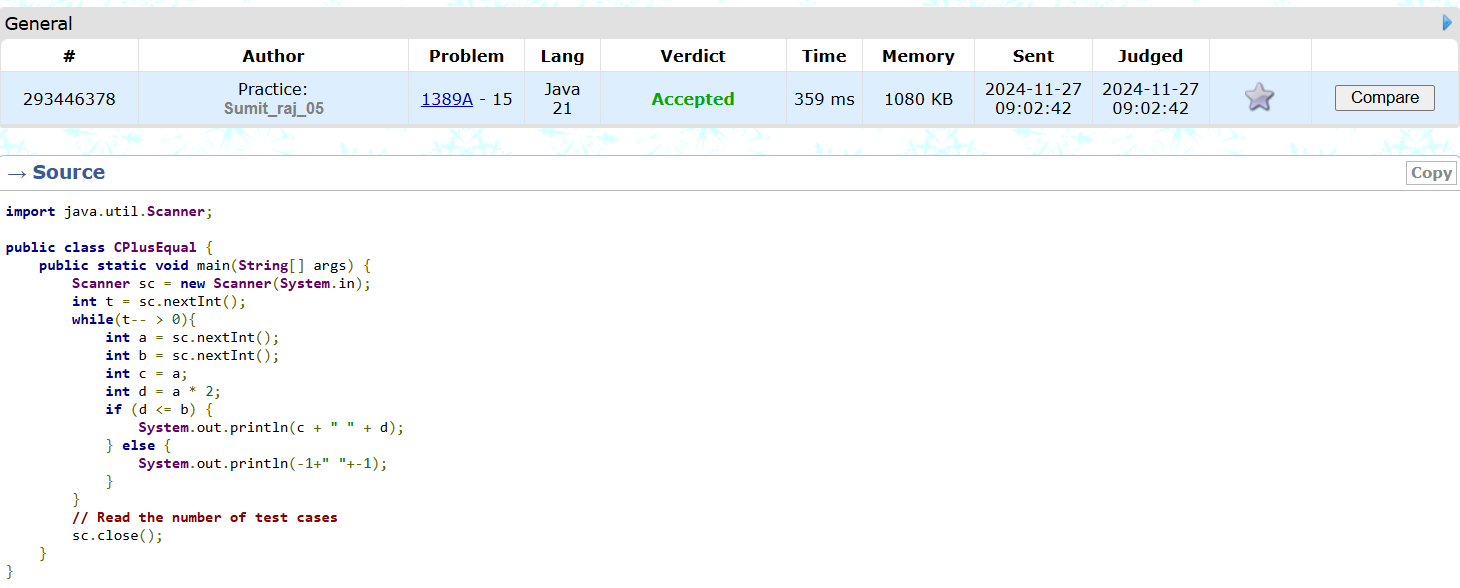 General
# Author Problem Lang Verdict Time Memory Sent Judged
293446378 Practice: Sumit_raj_05 1389A - 15 Java 21 Accepted 359 ms 1080 KB 2024-11-27 09:02:42 2024-11-27 09:02:42 Compare
→ Source Copy
import java.util.Scanner;
public class CPlusEqual {
    public static void main(String[] args) {
        Scanner sc = new Scanner(System.in);
        int t = sc.nextInt();
        while(t-- > 0){
            int a = sc.nextInt();
            int b = sc.nextInt();
            int c = a;
            int d = a * 2;
            if (d <= b) {
                System.out.println(c + " " + d);
            } else {
                System.out.println(-1+" "+-1);
            }
        }
        // Read the number of test cases
        sc.close();
    }
}